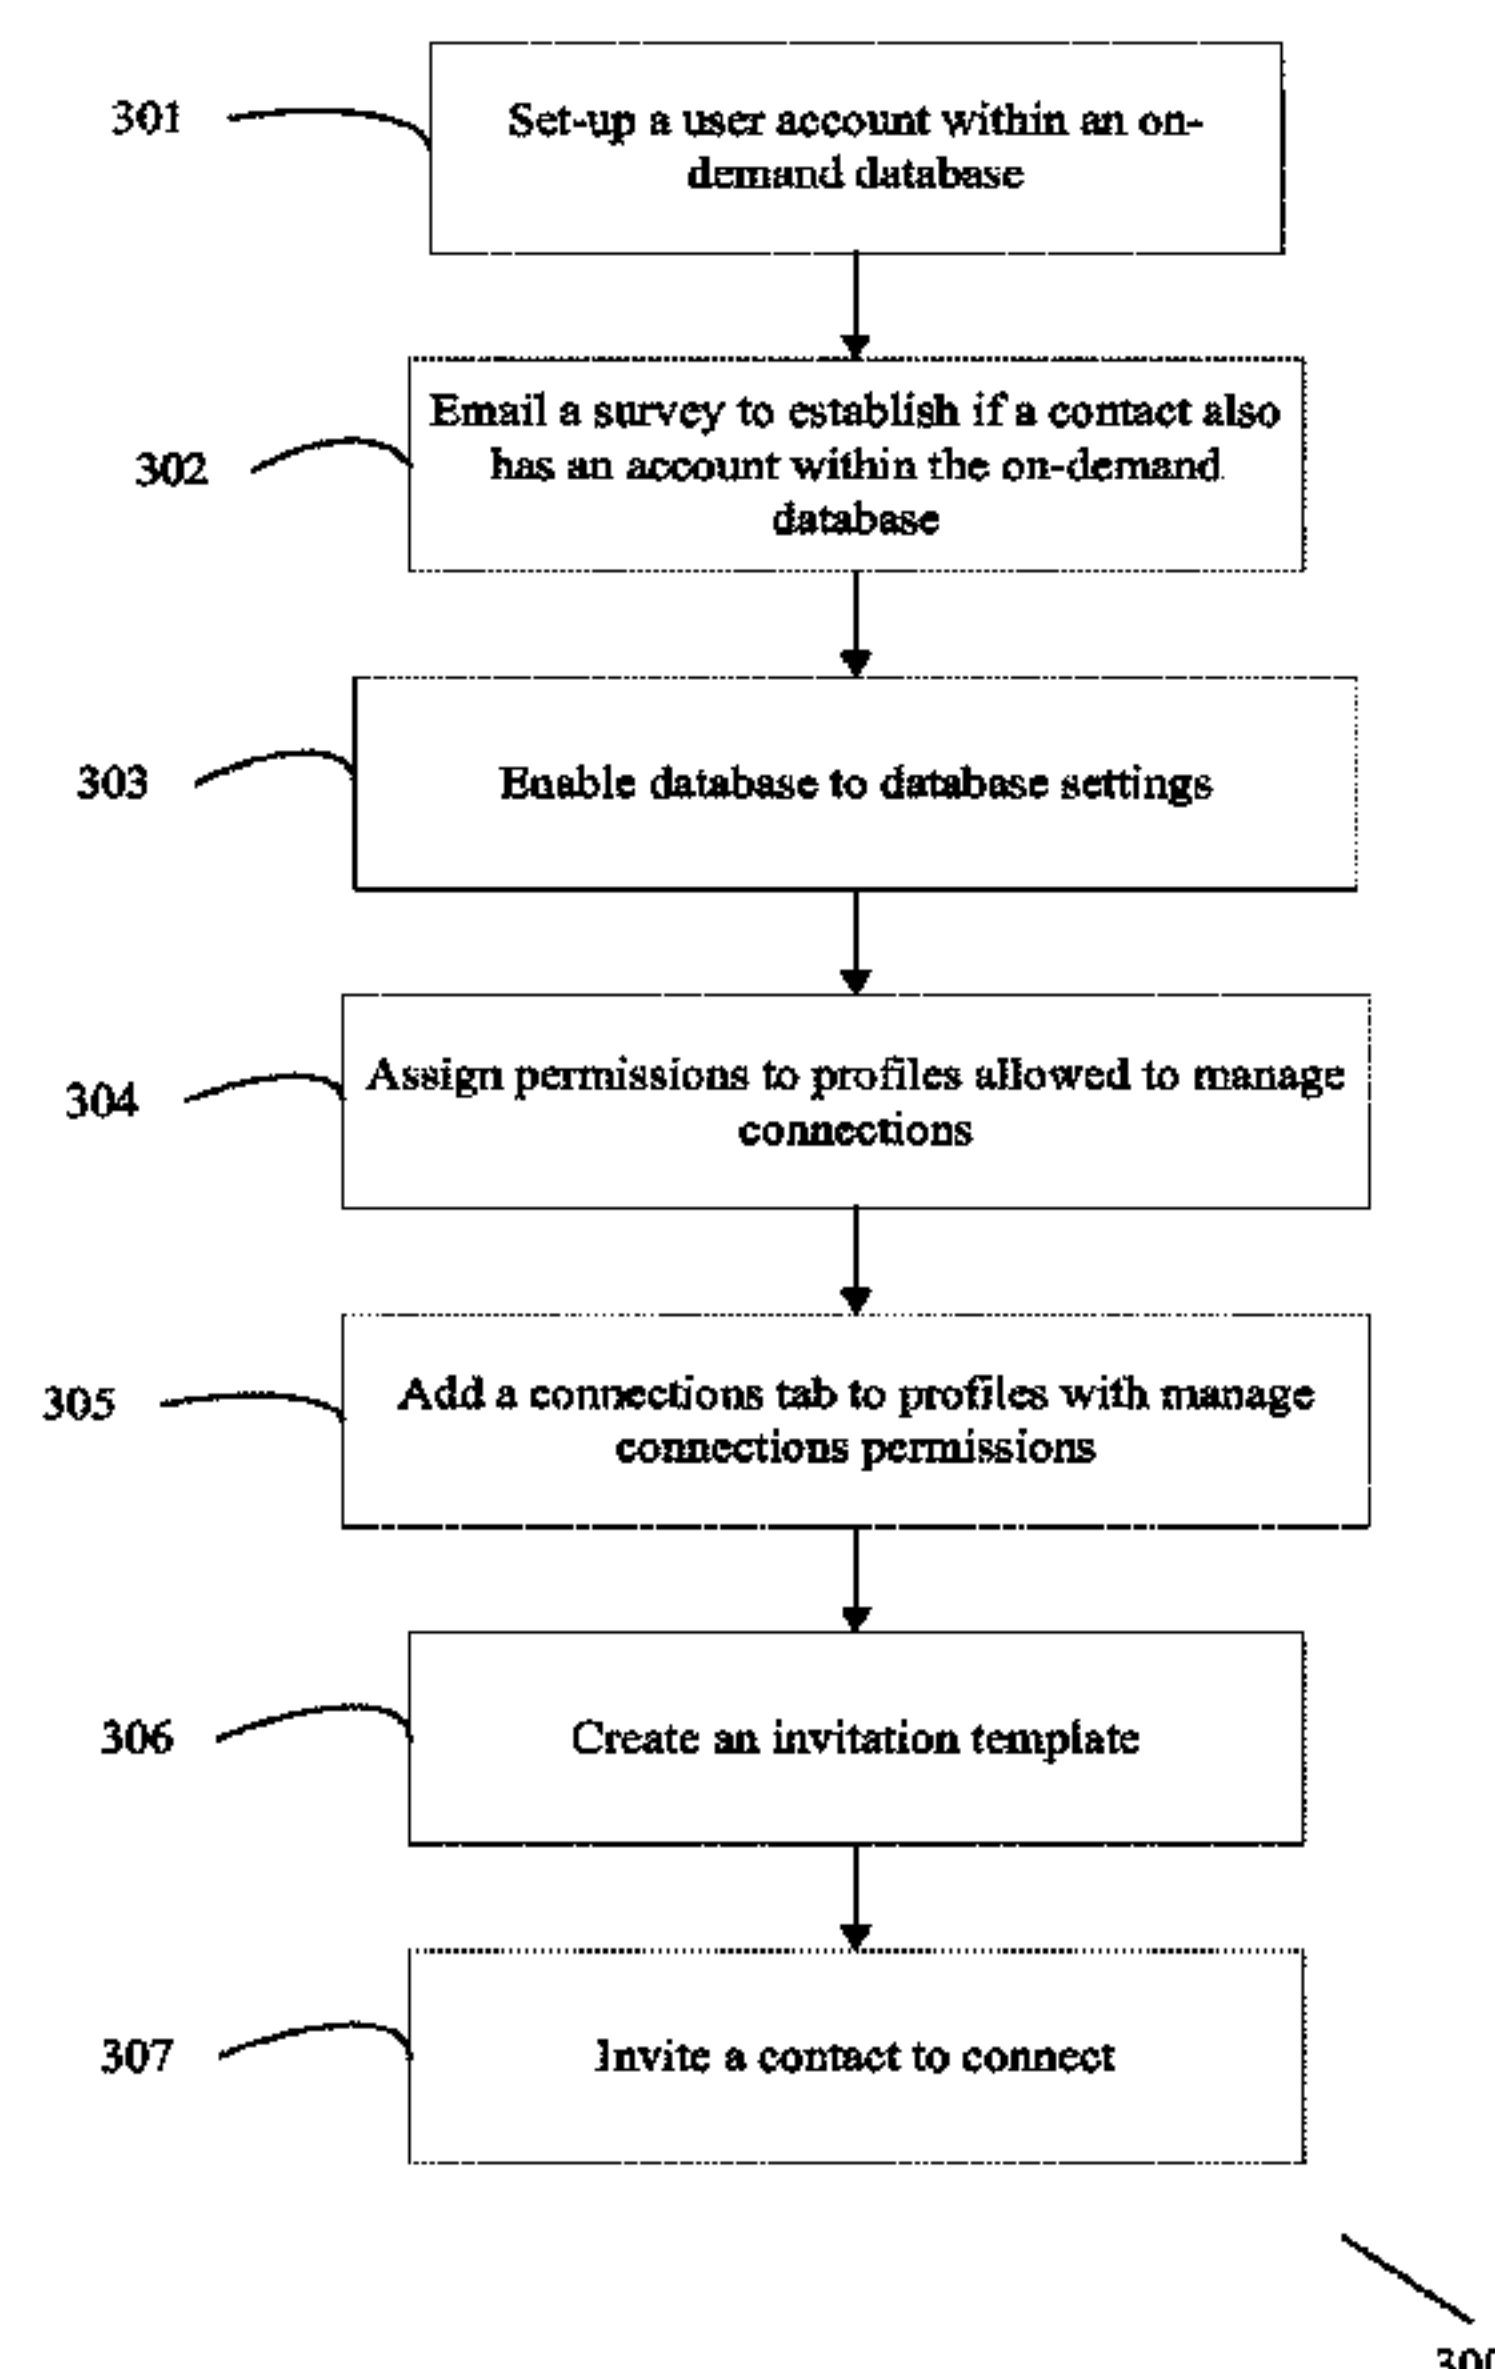 301
Set-up a user account within an on-
demand database
302
Email a survey to establish if a contact also
has an account within the on-demand
database
303
Enable database to database settings
304
Assign permissions to profiles allowed to manage
connections
305
Add a connections tab to profiles with manage
connections permissions
306
Create an invitation template
307
Invite a contact to connect